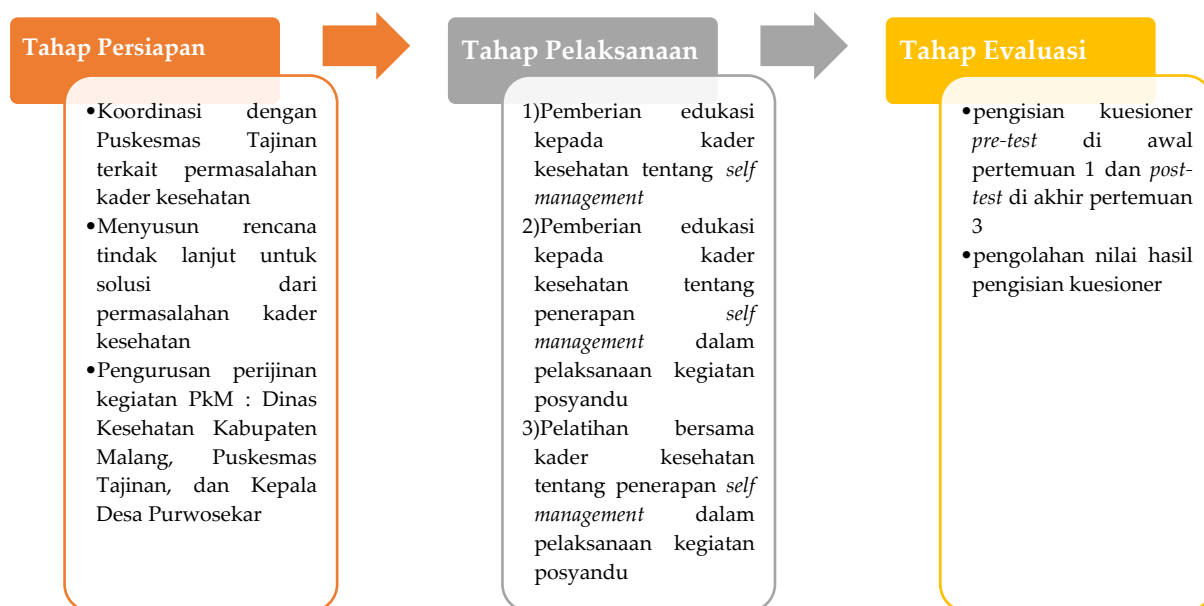 Tahap Persiapan
•Koordinasi dengan
Puskesmas Tajinan
terkait permasalahan
kader kesehatan
•Menyusun rencana
tindak lanjut untuk
solusi dari
permasalahan kader
kesehatan
•Pengurusan perijinan
kegiatan PkM : Dinas
Kesehatan Kabupaten
Malang, Puskesmas
Tajinan, dan Kepala
Desa Purwosekar
Tahap Pelaksanaan
1)Pemberian edukasi
kepada kader
kesehatan tentang self
management
2)Pemberian edukasi
kepada kader
kesehatan tentang
penerapan self
management dalam
pelaksanaan kegiatan
posyandu
3)Pelatihan bersama
kader kesehatan
tentang penerapan self
management dalam
pelaksanaan kegiatan
posyandu
Tahap Evaluasi
•pengisian kuesioner
pre-test di awal
pertemuan 1 dan post-
test di akhir pertemuan
3
•pengolahan nilai hasil
pengisian kuesioner